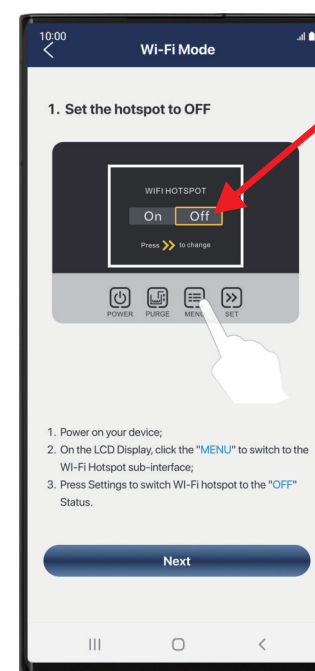 10:00
Wi-Fi Mode
1. Set the hotspot to OFF
WIFI HOTSPOT
On Off
Press >> to change
POWER PURGE MENU SET
1. Power on your device;
2. On the LCD Display, click the "MENU" to switch to the
WI-Fi Hotspot sub-interface;
3. Press Settings to switch WI-Fi hotspot to the "OFF"
Status.
Next